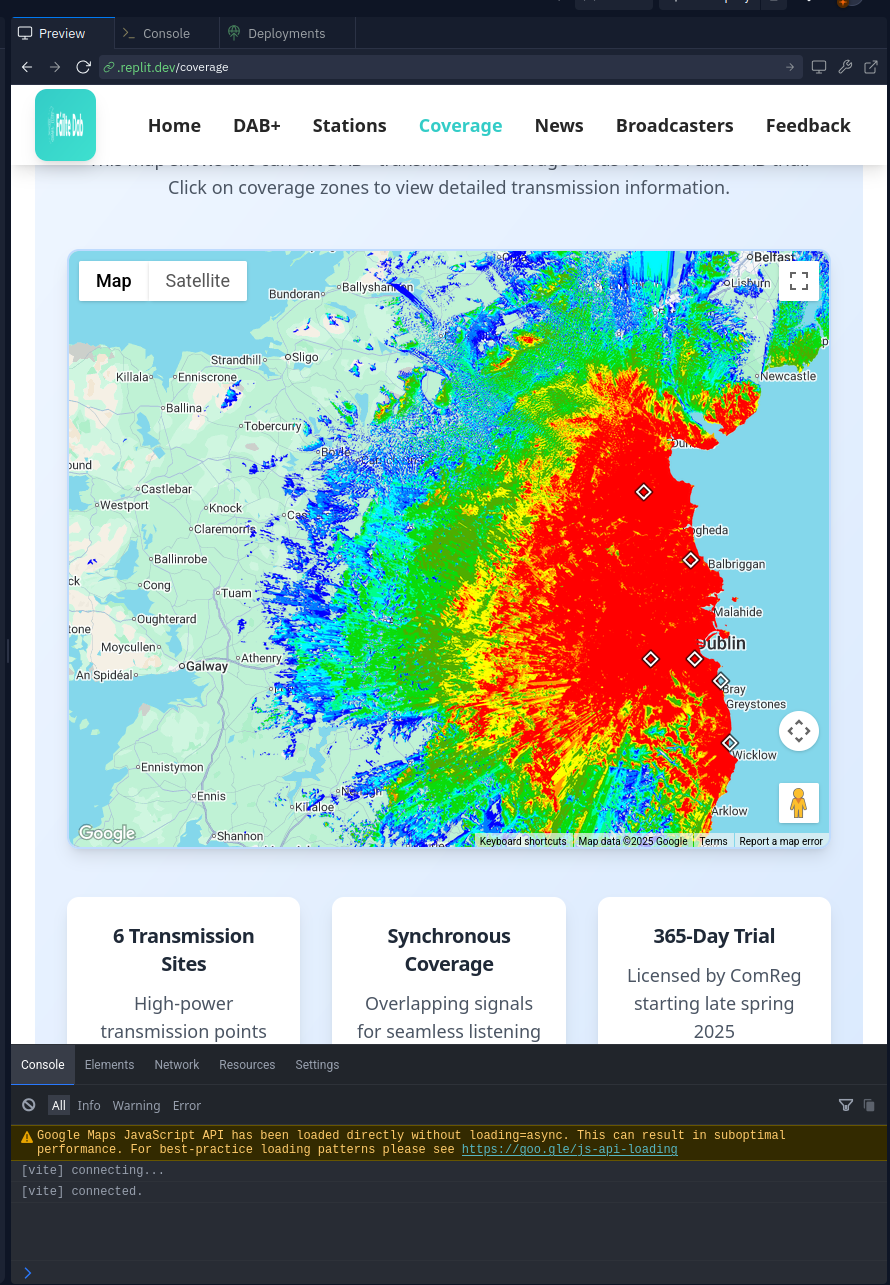 Preview
Console
Deployments
.replit.dev/coverage
Fáilte Dab
Home
DAB+
Stations
Coverage
News
Broadcasters
Feedback
Click on coverage zones to view detailed transmission information.
Map
Satellite
Belfast
Lisburn
Ballyshannon
Bundoran
Strandhill
Sligo
Killala
Enniscrone
Newcastle
Ballina
Tobercurry
Castlebar
Westport
Knock
Claremorris
Balbriggan
Ballinrobe
Cong
Tuam
Malahide
Oughterard
Moycullen
Dublin
Galway
Athenry
An Spidéal
Bray
Greystones
Wicklow
Ennistymon
Ennis
Killaloe
Arklow
Shannon
Google
Keyboard shortcuts
Map data ©2025 Google
Terms
Report a map error
6 Transmission
Sites
High-power
transmission points
Synchronous
Coverage
Overlapping signals
for seamless listening
365-Day Trial
Licensed by ComReg
starting late spring
2025
Console
Elements
Network
Resources
Settings
All
Info
Warning
Error
Google Maps JavaScript API has been loaded directly without loading=async. This can result in suboptimal
performance. For best-practice loading patterns please see https://goo.gle/js-api-loading
[vite] connecting...
[vite] connected.